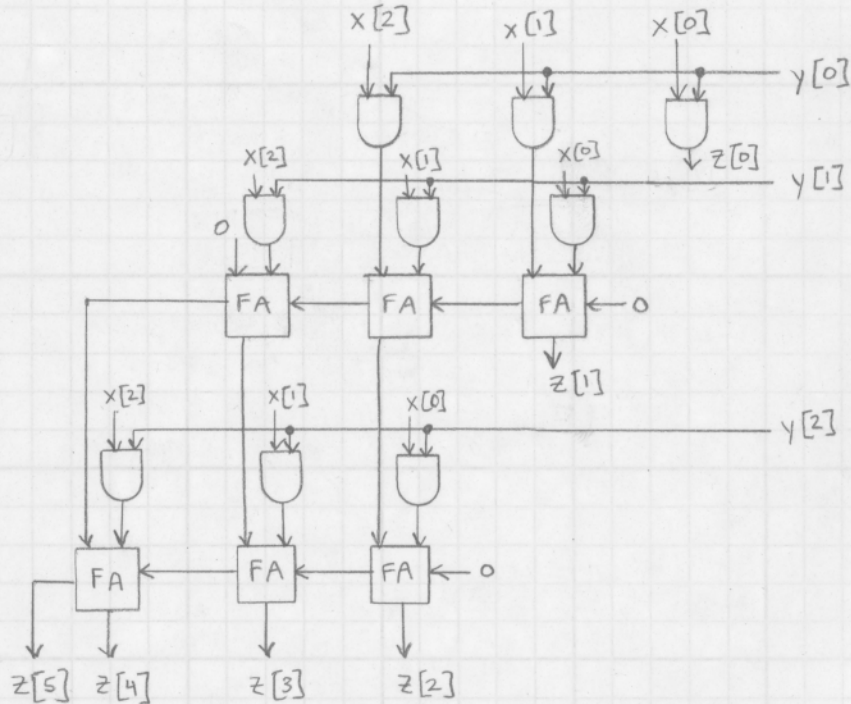 x[2] x[1] x[0]
y[0]
z[0]
x[2] x[1] x[0]
y[1]
0
FA FA FA 0
z[1]
x[2] x[1] x[0]
y[2]
FA FA FA 0
z[5] z[4] z[3] z[2]